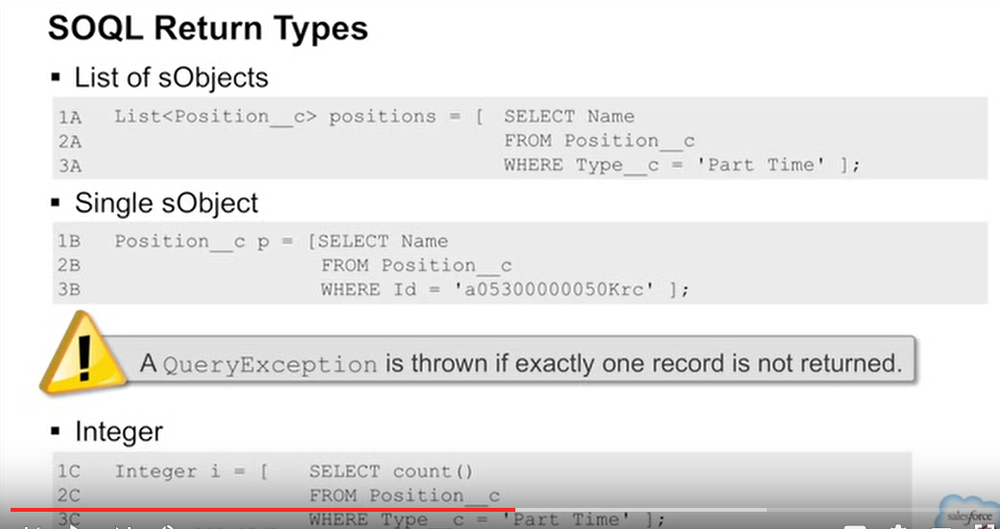 SOQL Return Types
▪ List of sObjects
1A List<Position__c> positions = [ SELECT Name
2A FROM Position__c
3A WHERE Type__c = 'Part Time' ];
▪ Single sObject
1B Position__c p = [SELECT Name
2B FROM Position__c
3B WHERE Id = 'a05300000050Krc' ];
! A QueryException is thrown if exactly one record is not returned.
▪ Integer
1C Integer i = [ SELECT count()
2C FROM Position__c
3C WHERE Type__c = 'Part Time' ];
salesforce